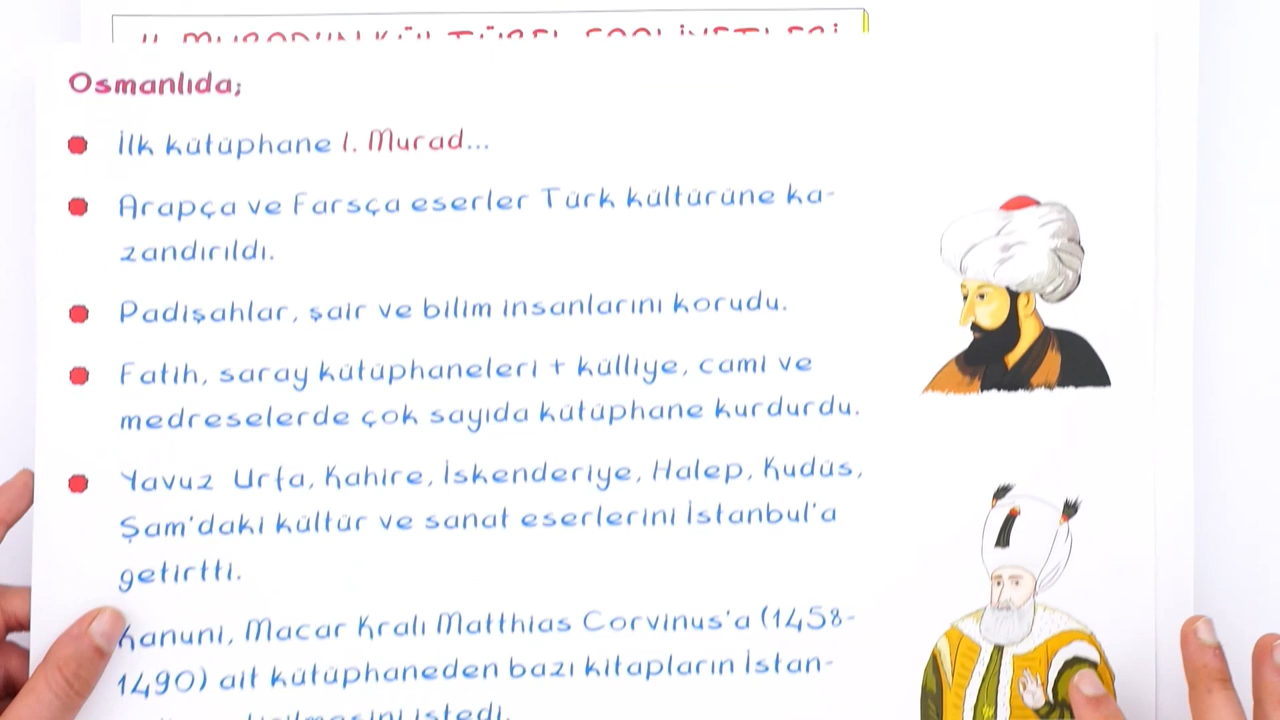 Osmanlıda;
İlk kütüphane I. Murad...
Arapça ve Farsça eserler Türk kültürüne ka-
zandırıldı.
Padişahlar, şair ve bilim insanlarını korudu.
Fatih, saray kütüphaneleri + külliye, cami ve
medreselerde çok sayıda kütüphane kurdurdu.
Yavuz Urfa, Kahire, İskenderiye, Halep, Kudüs,
Şam'daki kültür ve sanat eserlerini İstanbul'a
getirtti.
Kanuni, Macar Kralı Matthias Corvinus'a (1458-
1490) ait kütüphaneden bazı kitapların İstan-
istedi.